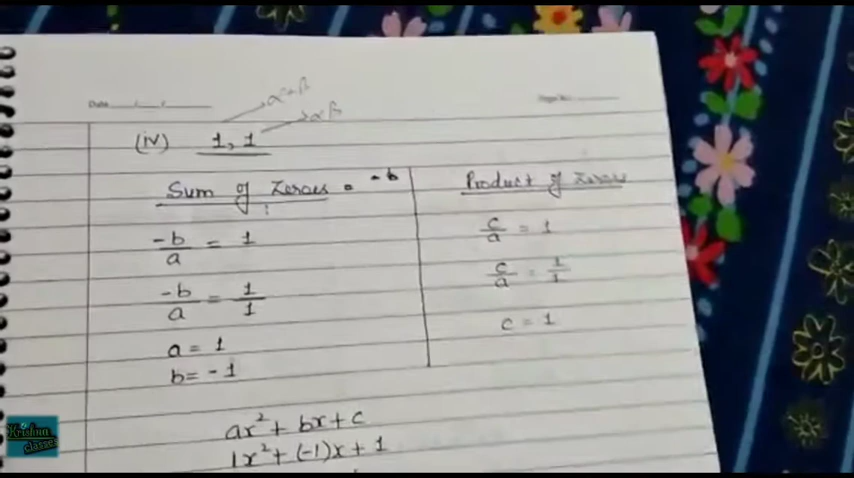 α+β
αβ
Date
(iv) 1, 1
Sum of Zeroes = -b
-b/a = 1
-b/a = 1/1
a = 1
b = -1
Product of Zeroes
c/a = 1
c/a = 1/1
c = 1
ax² + bx + c
1x² + (-1)x + 1
Krishna
classes